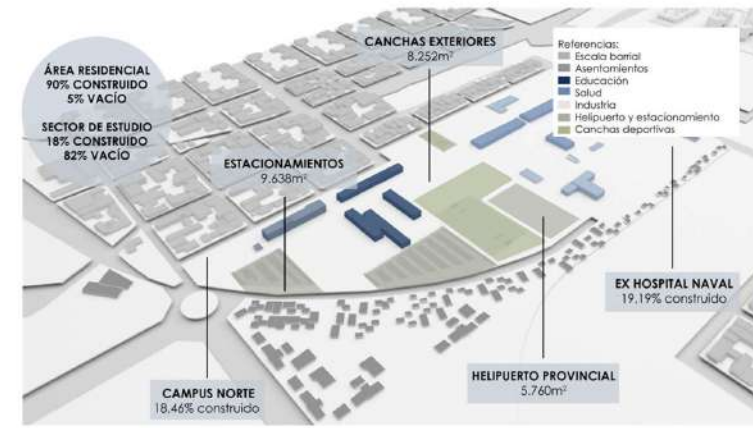 ÁREA RESIDENCIAL
90% CONSTRUIDO
5% VACÍO
SECTOR DE ESTUDIO
18% CONSTRUIDO
82% VACÍO
CANCHAS EXTERIORES
8.252m²
Referencias:
Escala barrial
Asentamientos
Educación
Salud
Industria
Helipuerto y estacionamiento
Canchas deportivas
ESTACIONAMIENTOS
9.638m²
EX HOSPITAL NAVAL
19.19% construido
HELIPUERTO PROVINCIAL
5.760m²
CAMPUS NORTE
18.46% construido